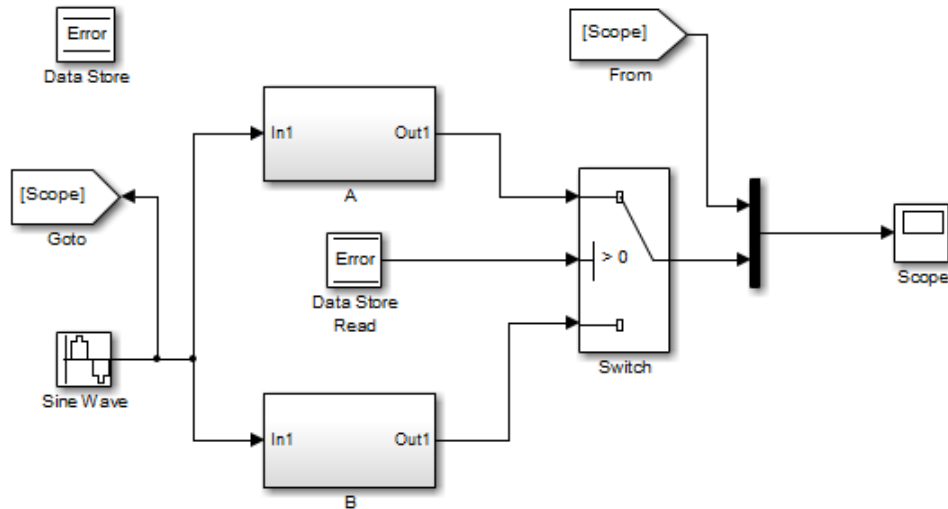 Error
Data Store
[Scope]
From
In1
Out1
A
[Scope]
Goto
Error
Data Store
Read
> 0
Switch
Scope
Sine Wave
In1
Out1
B